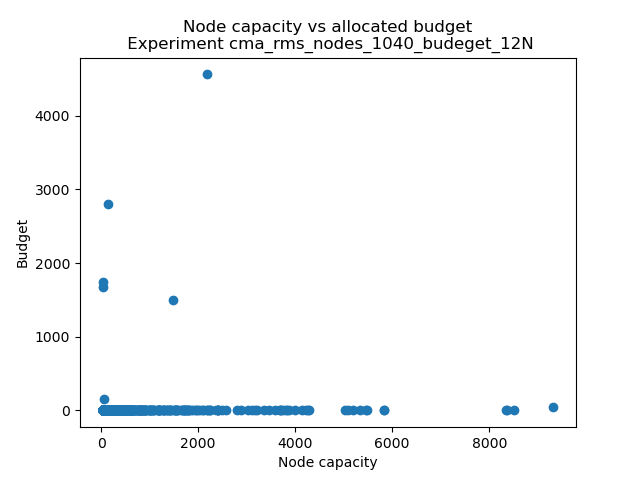 Node capacity vs allocated budget
Experiment cma_rms_nodes_1040_budeget_12N
Budget
4000
3000
2000
1000
0
0 2000 4000 6000 8000
Node capacity